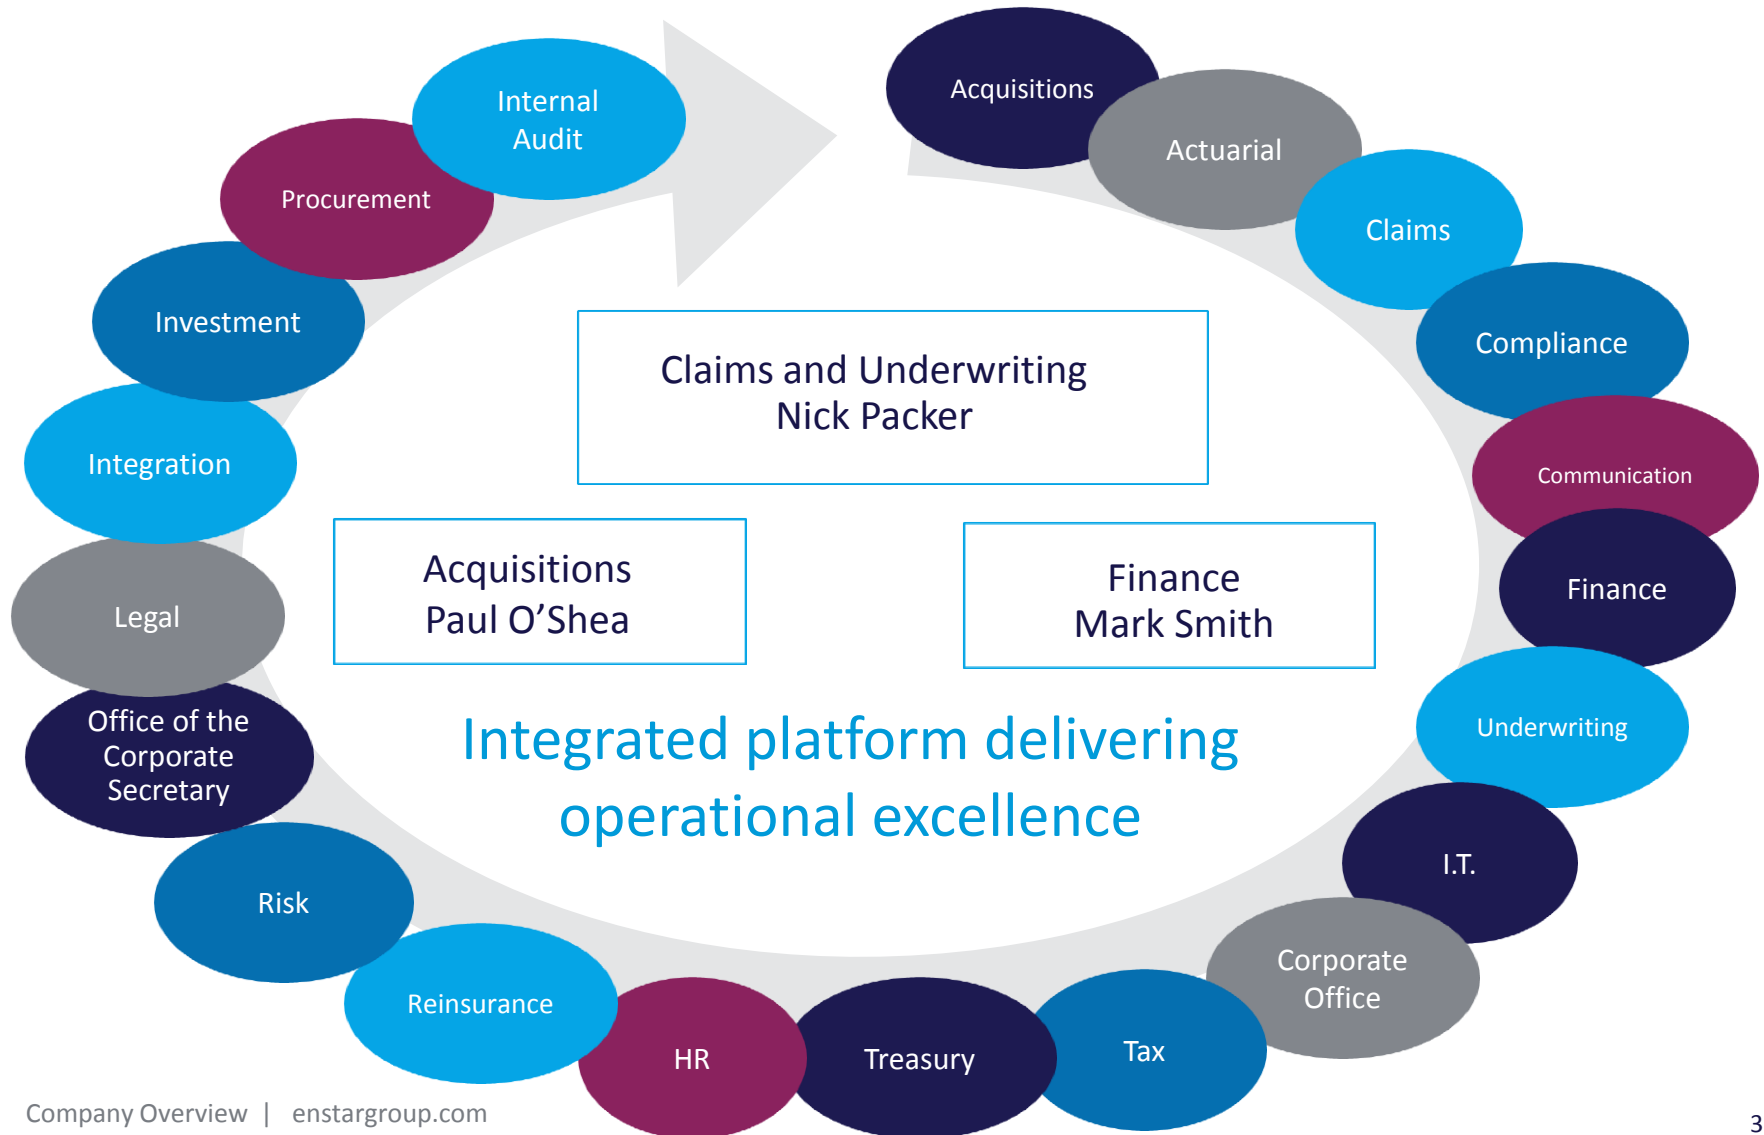 Acquisitions
Actuarial
Claims
Compliance
Communication
Finance
Underwriting
I.T.
Corporate
Office
Tax
Treasury
HR
Reinsurance
Risk
Office of the
Corporate
Secretary
Legal
Integration
Investment
Procurement
Internal
Audit
Claims and Underwriting
Nick Packer
Acquisitions
Paul O’Shea
Finance
Mark Smith
Integrated platform delivering
operational excellence
Company Overview | enstargroup.com
3